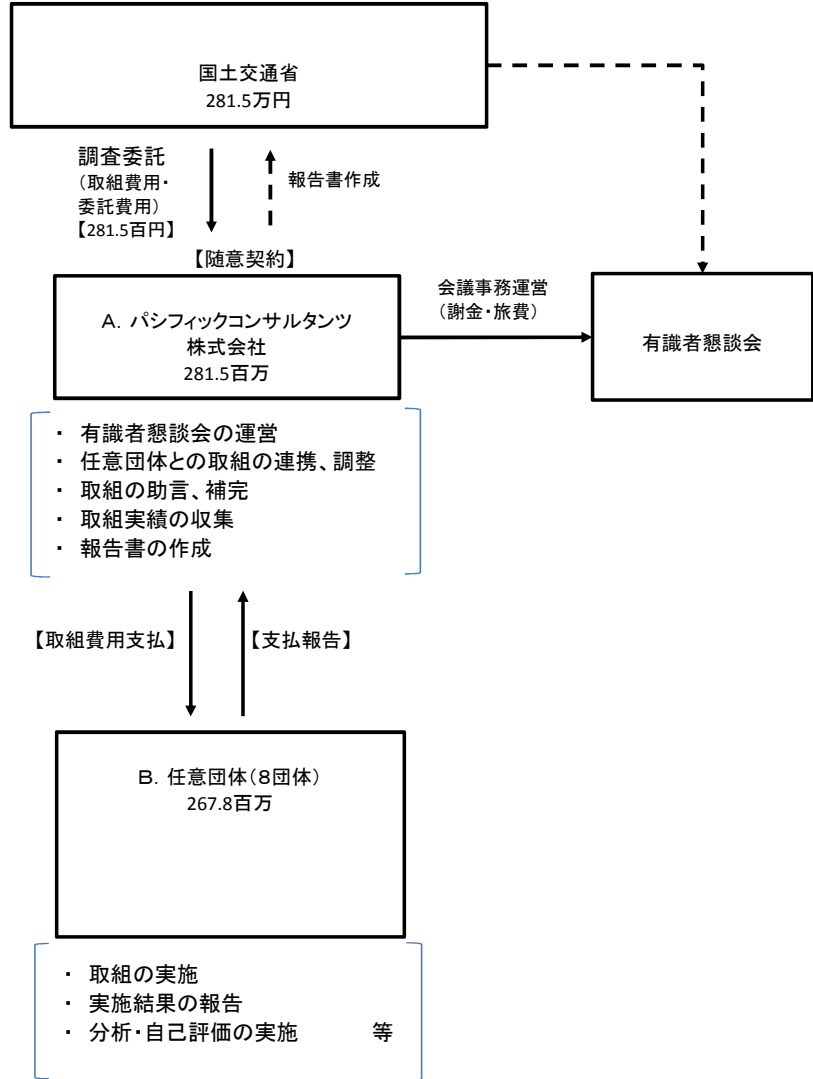 国土交通省
281.5万円
調査委託
（取組費用・
委託費用）
【281.5百円】
報告書作成
【随意契約】
A．パシフィックコンサルタンツ
株式会社
281.5百万
会議事務運営
（謝金・旅費）
有識者懇談会
・ 有識者懇談会の運営
・ 任意団体との取組の連携、調整
・ 取組の助言、補完
・ 取組実績の収集
・ 報告書の作成
【取組費用支払】
【支払報告】
B．任意団体（８団体）
267.8百万
・ 取組の実施
・ 実施結果の報告
・ 分析・自己評価の実施　　　等